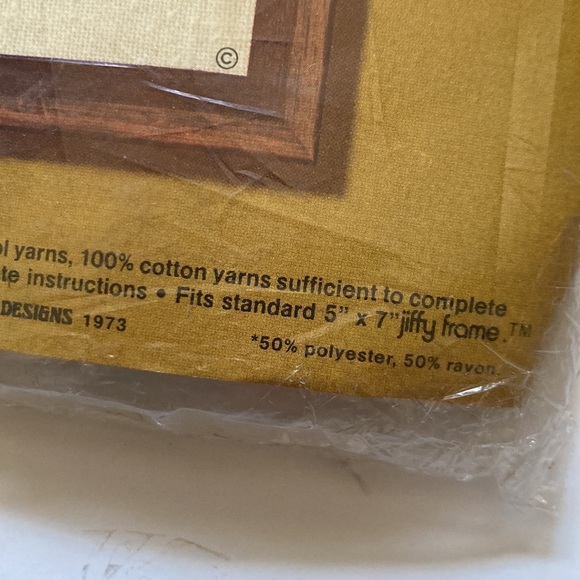 ©
yarns, 100% cotton yarns sufficient to complete
instructions • Fits standard 5" x 7" jiffy frame.™
DESIGNS 1973
*50% polyester, 50% rayon.